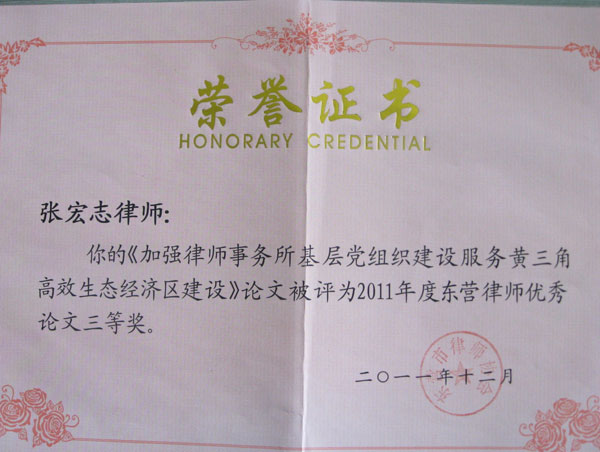 荣誉证书
HONORARY CREDENTIAL
张宏志律师:
你的《加强律师事务所基层党组织建设服务黄三角
高效生态经济区建设》论文被评为2011年度东营律师优秀
论文三等奖。
二〇一一年十二月